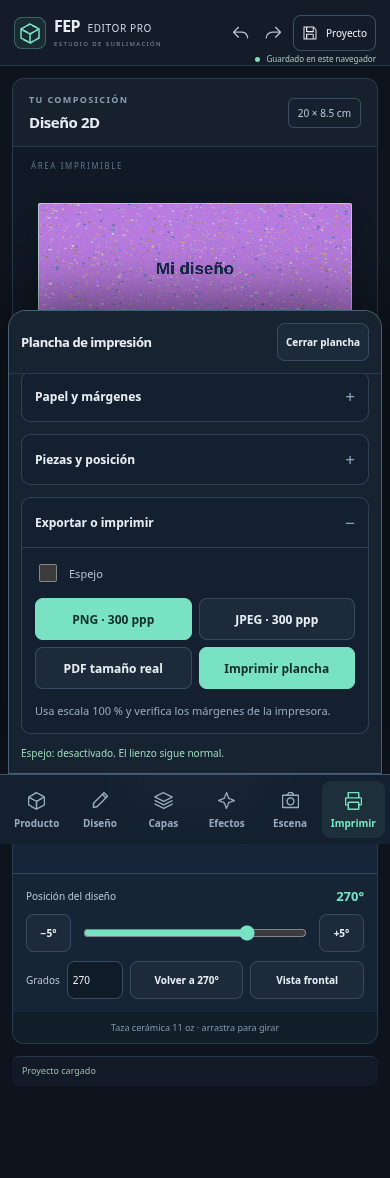 FEP EDITOR PRO
ESTUDIO DE SUBLIMACIÓN
Proyecto
Guardado en este navegador
TU COMPOSICIÓN
Diseño 2D
20 × 8.5 cm
ÁREA IMPRIMIBLE
Mi diseño
Plancha de impresión
Cerrar plancha
Papel y márgenes +
Piezas y posición +
Exportar o imprimir −
Espejo
PNG · 300 ppp
JPEG · 300 ppp
PDF tamaño real
Imprimir plancha
Usa escala 100 % y verifica los márgenes de la impresora.
Espejo: desactivado. El lienzo sigue normal.
Producto
Diseño
Capas
Efectos
Escena
Imprimir
Posición del diseño 270°
−5° +5°
Grados 270 Volver a 270° Vista frontal
Taza cerámica 11 oz · arrastra para girar
Proyecto cargado